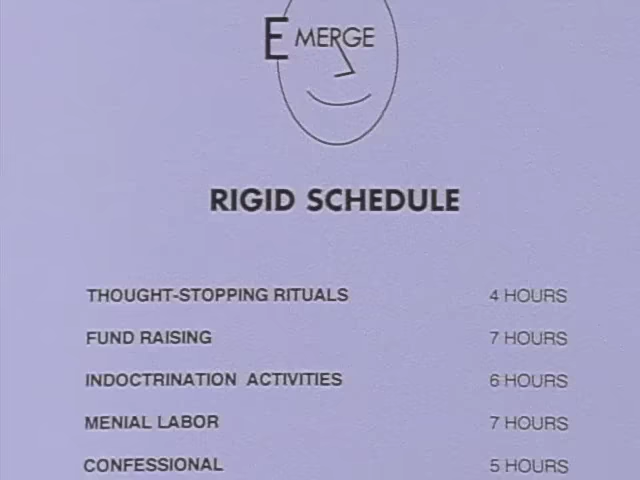 EMERGE
RIGID SCHEDULE
THOUGHT-STOPPING RITUALS 4 HOURS
FUND RAISING 7 HOURS
INDOCTRINATION ACTIVITIES 6 HOURS
MENIAL LABOR 7 HOURS
CONFESSIONAL 5 HOURS